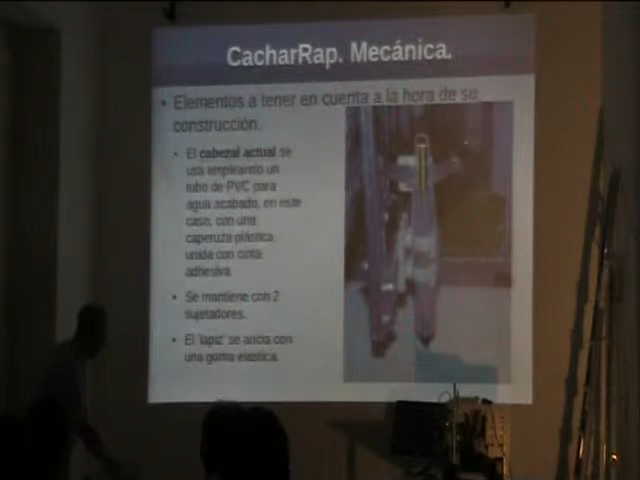 CacharRap. Mecánica.
• Elementos a tener en cuenta a la hora de su
construcción.
• El cabezal actual se
usa empleando un
tubo de PVC para
agua acabado, en este
caso, con una
caperuza plástica
unida con cinta
adhesiva.
• Se mantiene con 2
sujetadores.
• El 'lapiz' se ancla con
una goma elastica.